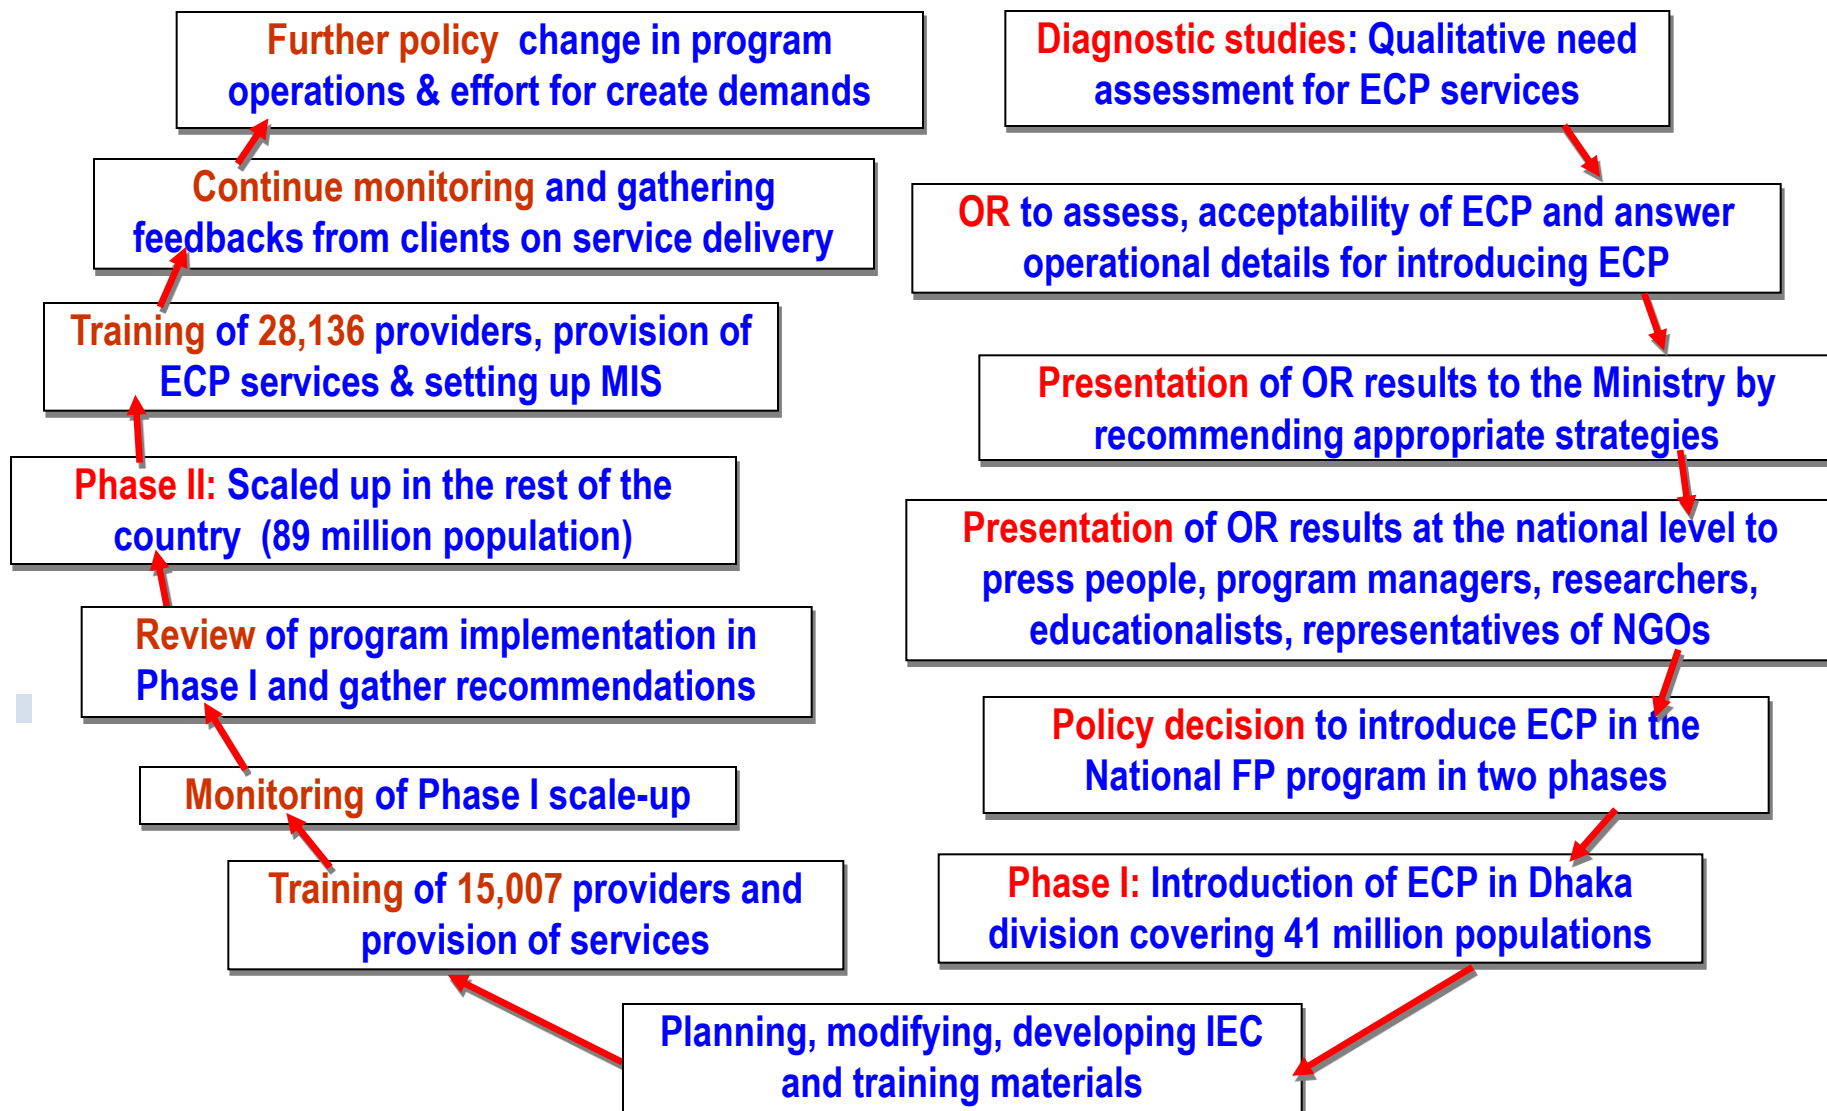 Diagnostic studies: Qualitative need
assessment for ECP services
OR to assess, acceptability of ECP and answer
operational details for introducing ECP
Presentation of OR results to the Ministry by
recommending appropriate strategies
Presentation of OR results at the national level to
press people, program managers, researchers,
educationalists, representatives of NGOs
Policy decision to introduce ECP in the
National FP program in two phases
Phase I: Introduction of ECP in Dhaka
division covering 41 million populations
Planning, modifying, developing IEC
and training materials
Training of 15,007 providers and
provision of services
Monitoring of Phase I scale-up
Review of program implementation in
Phase I and gather recommendations
Phase II: Scaled up in the rest of the
country (89 million population)
Training of 28,136 providers, provision of
ECP services & setting up MIS
Continue monitoring and gathering
feedbacks from clients on service delivery
Further policy change in program
operations & effort for create demands